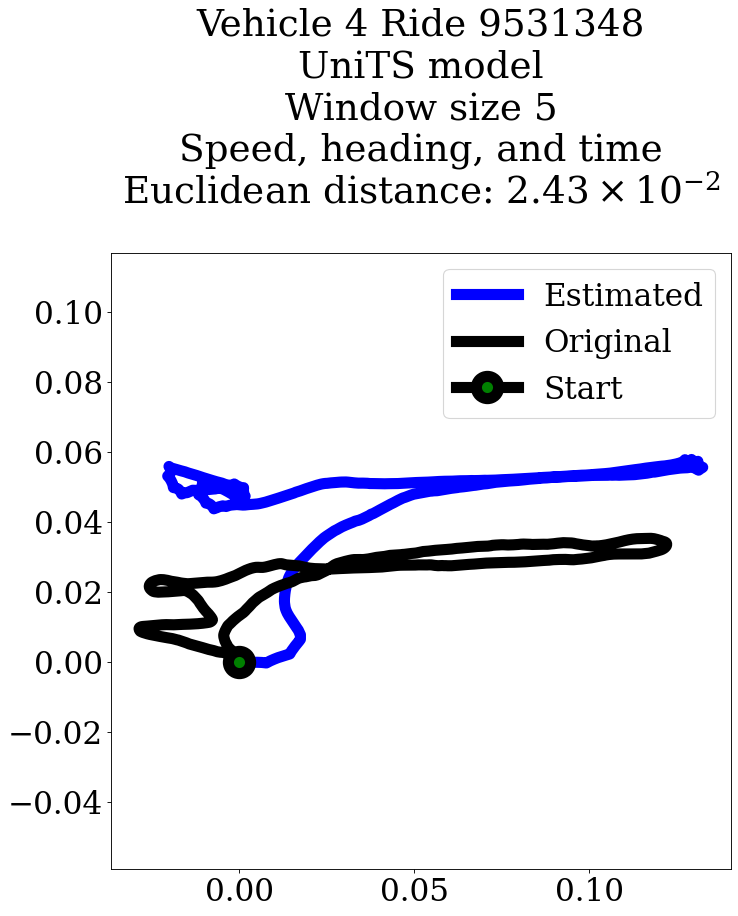 Vehicle 4 Ride 9531348
UniTS model
Window size 5
Speed, heading, and time
Euclidean distance: 2.43 × 10⁻²
Estimated
Original
Start
0.10
0.08
0.06
0.04
0.02
0.00
−0.02
−0.04
0.00 0.05 0.10